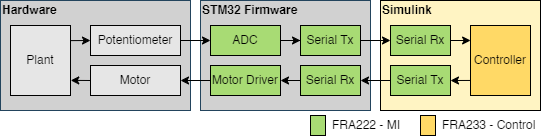 Hardware
STM32 Firmware
Simulink
Plant
Potentiometer
ADC
Serial Tx
Serial Rx
Controller
Motor
Motor Driver
Serial Rx
Serial Tx
FRA222 - MI
FRA233 - Control